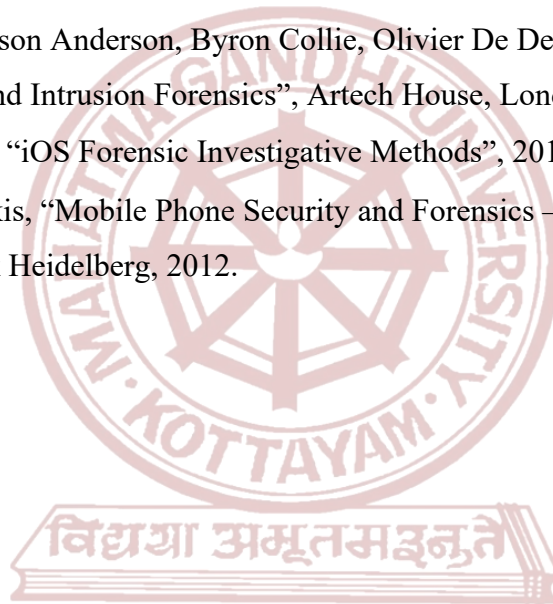 son Anderson, Byron Collie, Olivier De De
nd Intrusion Forensics”, Artech House, Lon
“iOS Forensic Investigative Methods”, 201
xis, “Mobile Phone Security and Forensics –
Heidelberg, 2012.
MAHATMA GANDHI UNIVERSITY
• KOTTAYAM •
विद्यया अमृतमश्नुते